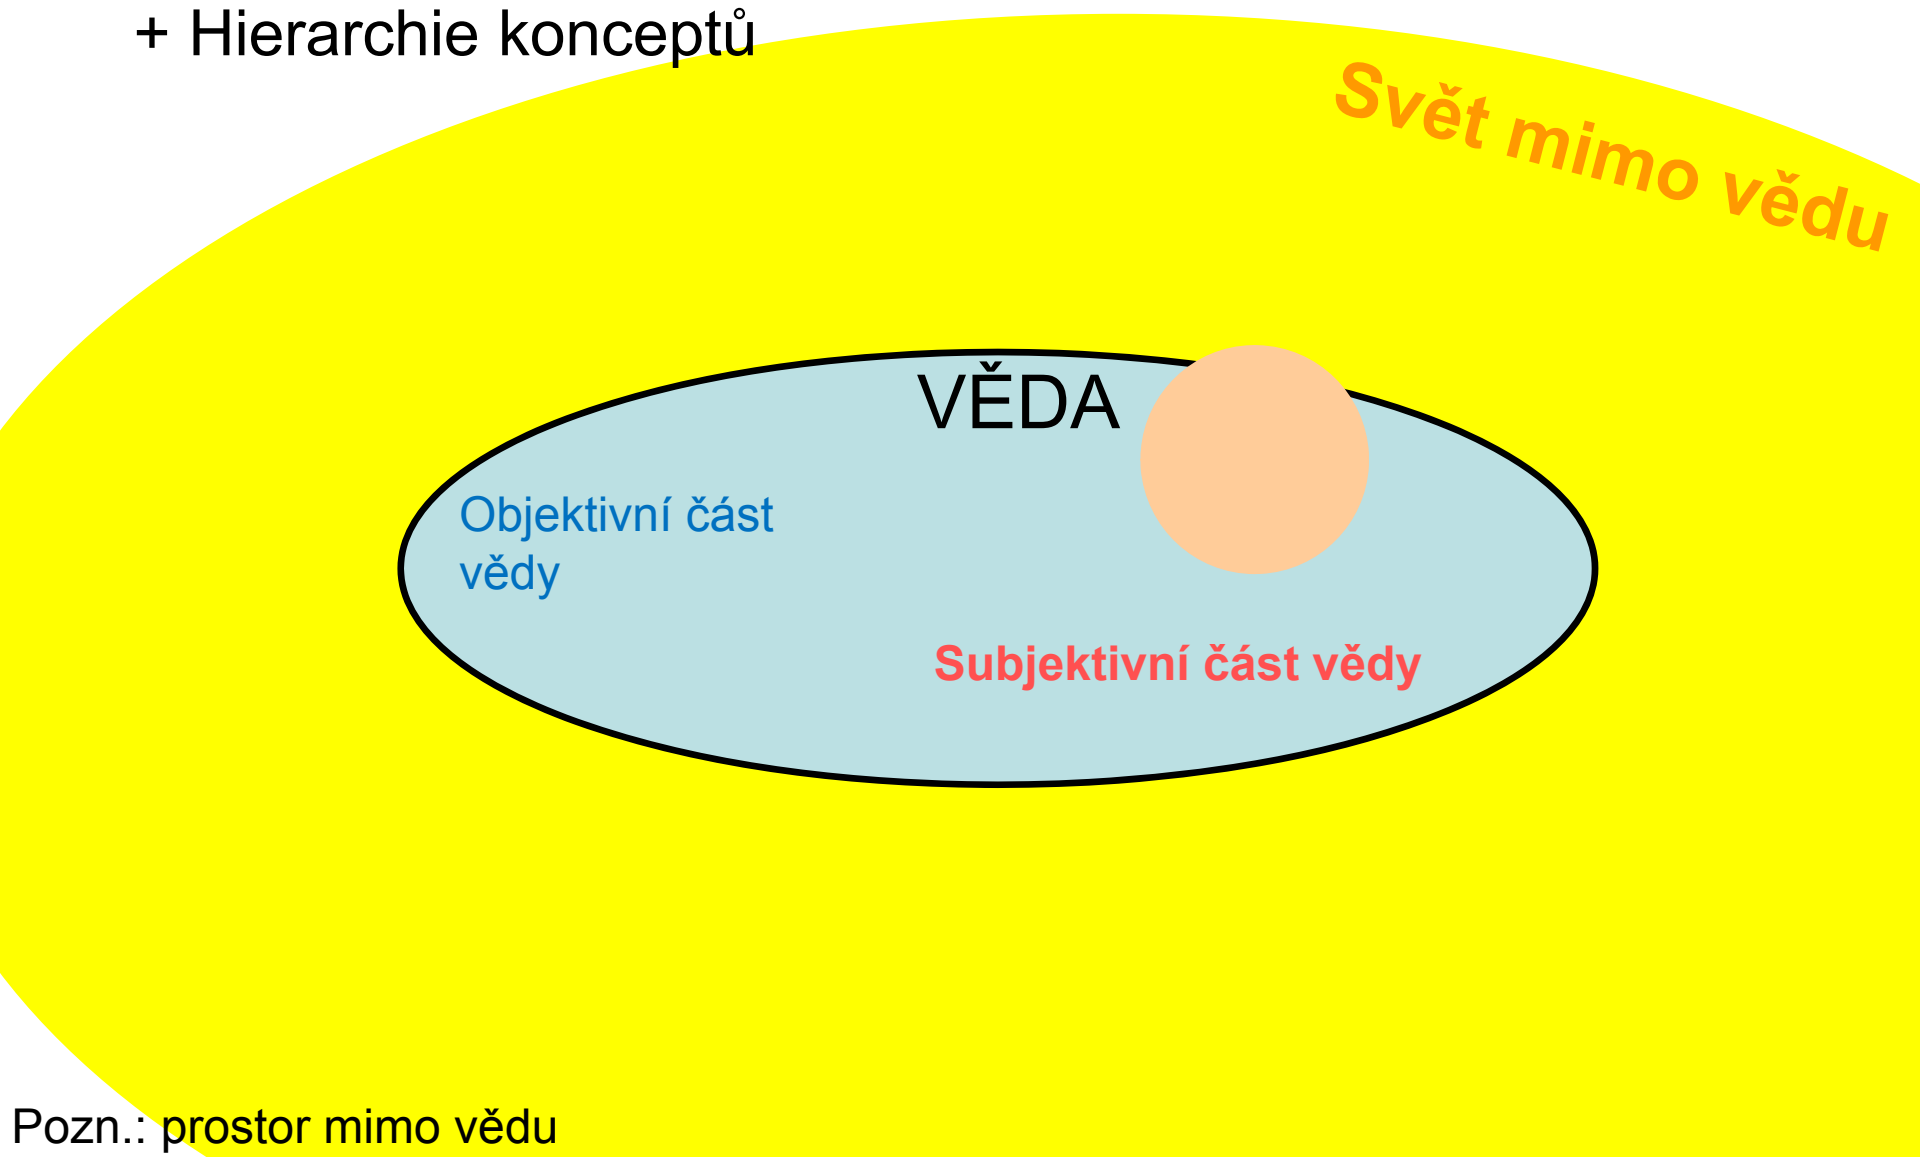 + Hierarchie konceptů
Svět mimo vědu
VĚDA
Objektivní část
vědy
Subjektivní část vědy
Pozn.: prostor mimo vědu